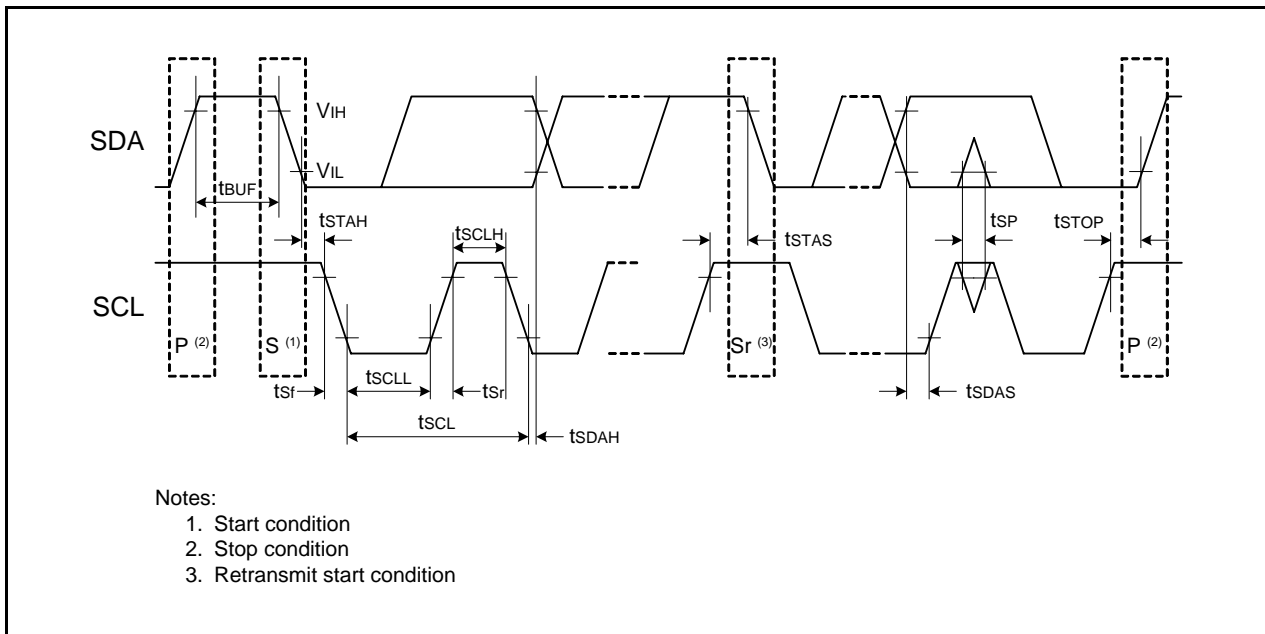 SDA
VIH
VIL
tBUF
tSTAH
tSCLH
tSTAS
tSP
tSTOP
SCL
P (2)
S (1)
Sr (3)
P (2)
tSf
tSCLL
tSr
tSDAS
tSCL
tSDAH
Notes:
1. Start condition
2. Stop condition
3. Retransmit start condition